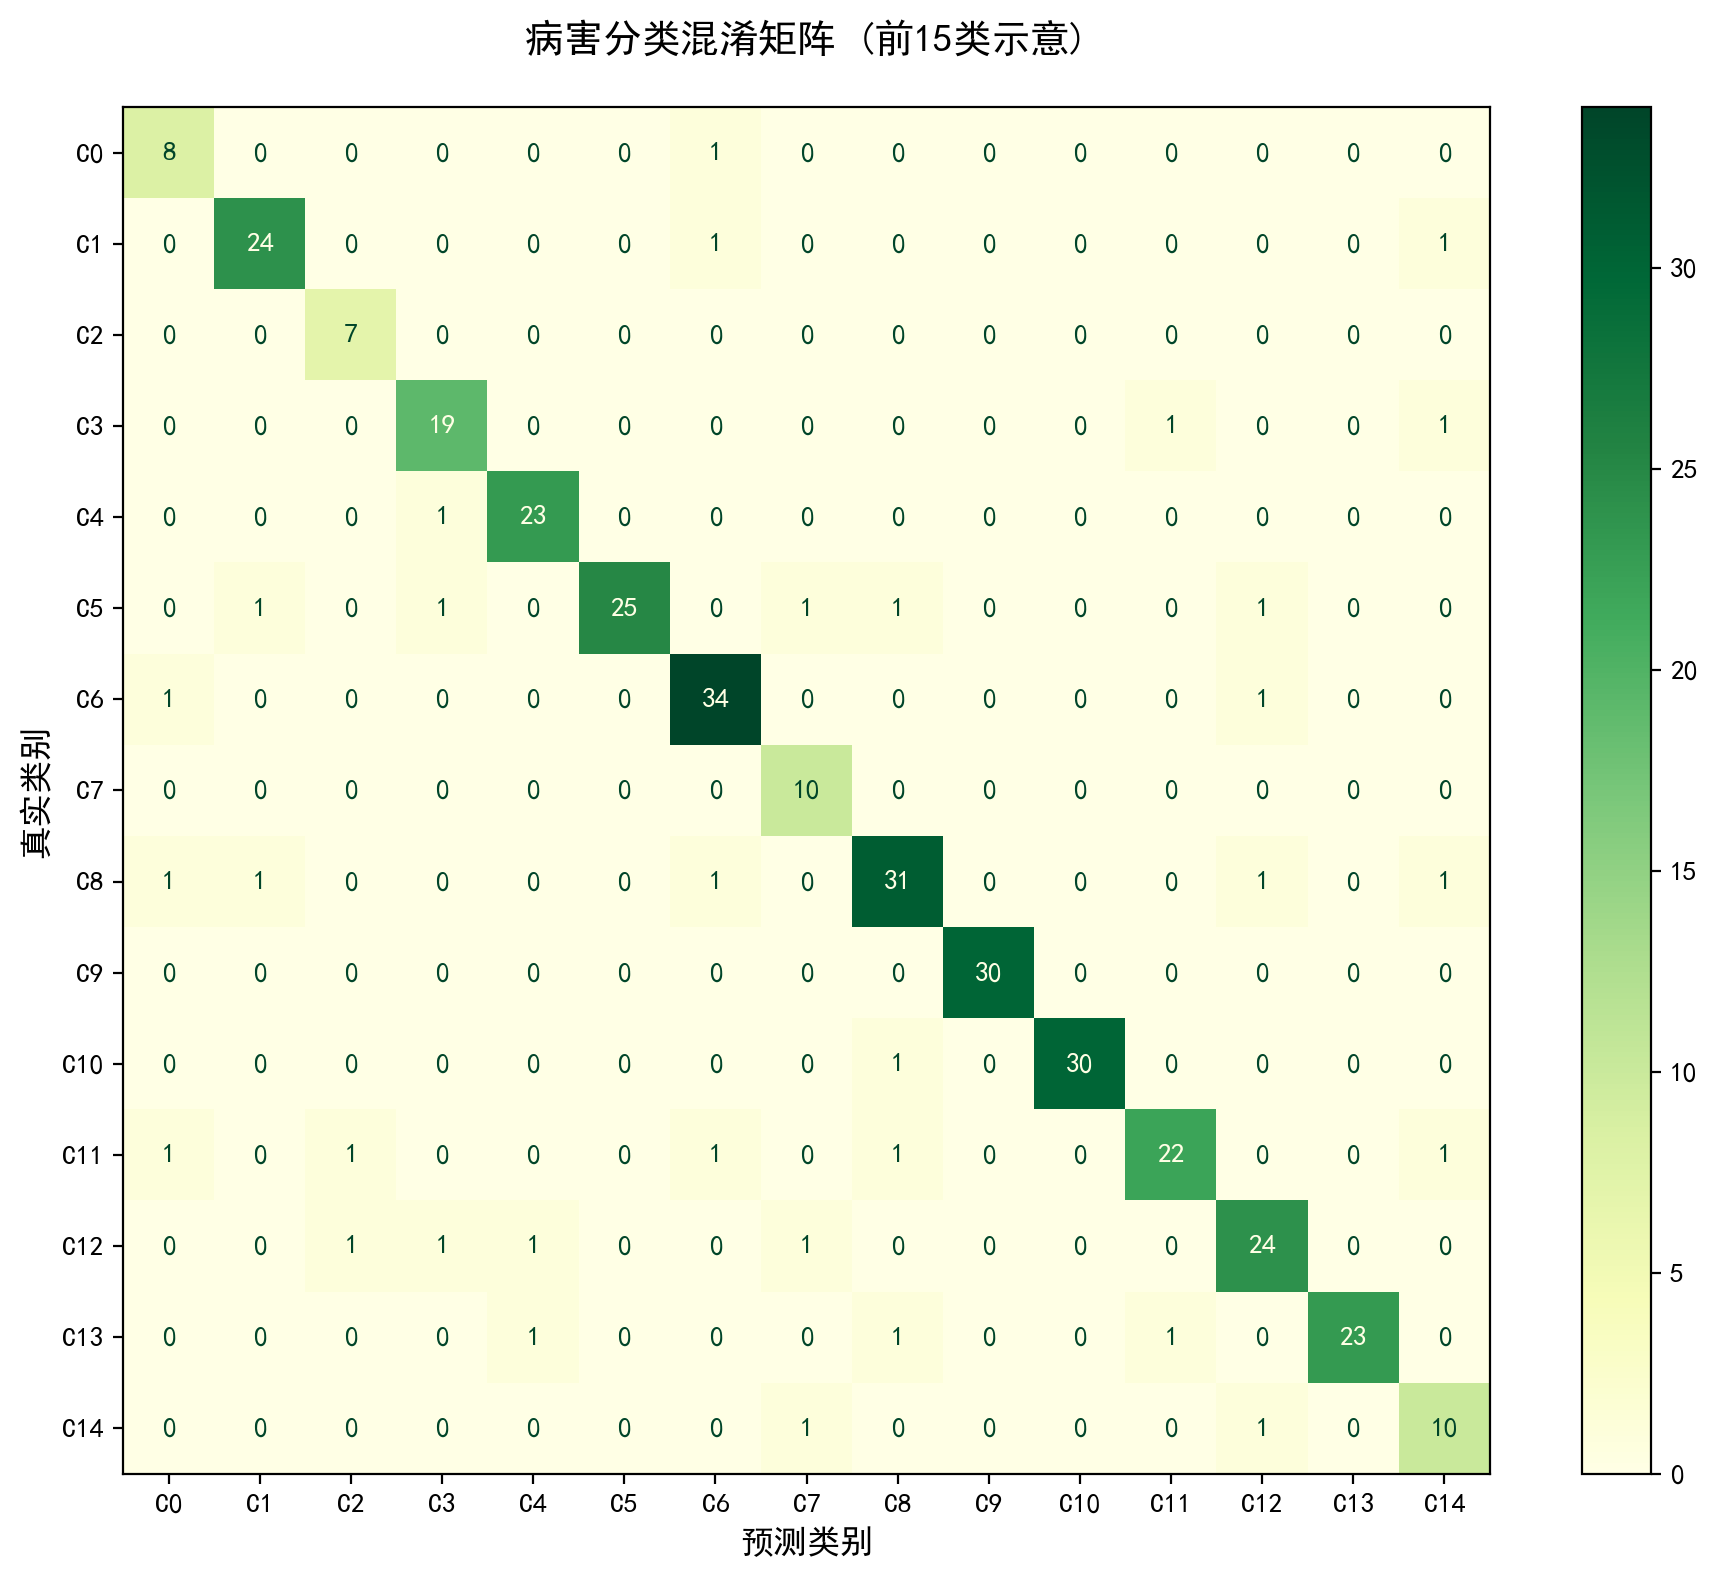 病害分类混淆矩阵 (前15类示意)
C0 8 0 0 0 0 0 1 0 0 0 0 0 0 0 0
C1 0 24 0 0 0 0 1 0 0 0 0 0 0 0 1
C2 0 0 7 0 0 0 0 0 0 0 0 0 0 0 0
C3 0 0 0 19 0 0 0 0 0 0 0 1 0 0 1
C4 0 0 0 1 23 0 0 0 0 0 0 0 0 0 0
C5 0 1 0 1 0 25 0 1 1 0 0 0 1 0 0
C6 1 0 0 0 0 0 34 0 0 0 0 0 1 0 0
C7 0 0 0 0 0 0 0 10 0 0 0 0 0 0 0
C8 1 1 0 0 0 0 1 0 31 0 0 0 1 0 1
C9 0 0 0 0 0 0 0 0 0 30 0 0 0 0 0
C10 0 0 0 0 0 0 0 0 1 0 30 0 0 0 0
C11 1 0 1 0 0 0 1 0 1 0 0 22 0 0 1
C12 0 0 1 1 1 0 0 1 0 0 0 0 24 0 0
C13 0 0 0 0 1 0 0 0 1 0 0 1 0 23 0
C14 0 0 0 0 0 0 0 1 0 0 0 0 1 0 10
C0 C1 C2 C3 C4 C5 C6 C7 C8 C9 C10 C11 C12 C13 C14
预测类别
真实类别
30
25
20
15
10
5
0